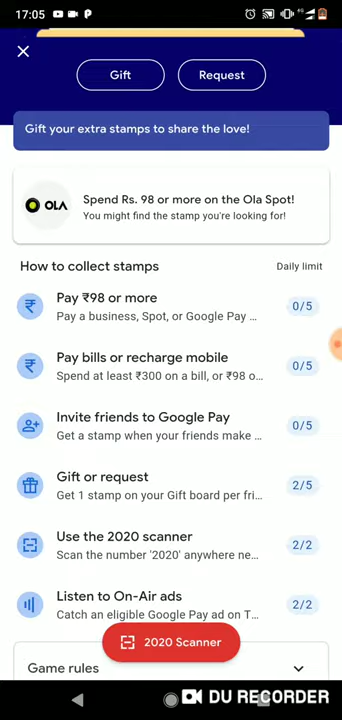 17:05
Gift
Request
Gift your extra stamps to share the love!
OLA
Spend Rs. 98 or more on the Ola Spot!
You might find the stamp you're looking for!
How to collect stamps
Daily limit
Pay ₹98 or more
0/5
Pay a business, Spot, or Google Pay ...
Pay bills or recharge mobile
0/5
Spend at least ₹300 on a bill, or ₹98 o...
Invite friends to Google Pay
0/5
Get a stamp when your friends make ...
Gift or request
2/5
Get 1 stamp on your Gift board per fri...
Use the 2020 scanner
2/2
Scan the number '2020' anywhere ne...
Listen to On-Air ads
2/2
Catch an eligible Google Pay ad on T...
2020 Scanner
Game rules
DU RECORDER